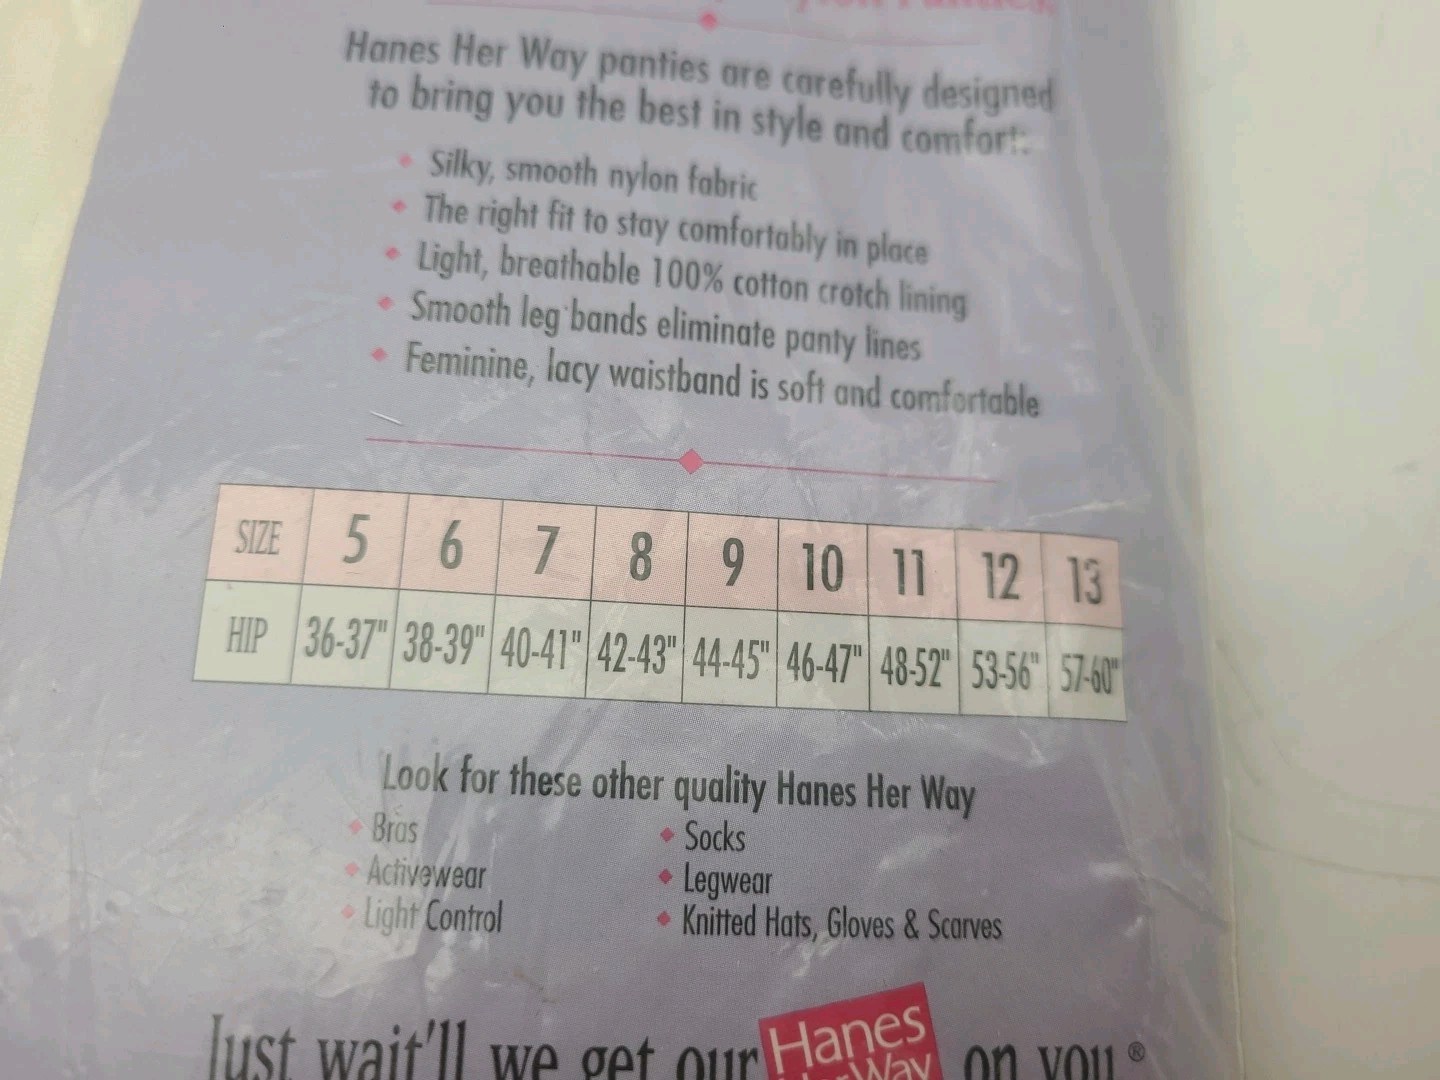 Hanes Her Way panties are carefully designed
to bring you the best in style and comfort:
Silky, smooth nylon fabric
The right fit to stay comfortably in place
Light, breathable 100% cotton crotch lining
Smooth leg bands eliminate panty lines
Feminine, lacy waistband is soft and comfortable
SIZE 5 6 7 8 9 10 11 12 13
HIP 36-37" 38-39" 40-41" 42-43" 44-45" 46-47" 48-52" 53-56" 57-60"
Look for these other quality Hanes Her Way
Bras Socks
Activewear Legwear
Light Control Knitted Hats, Gloves & Scarves
Just wait'll we get our Hanes Her Way on you®